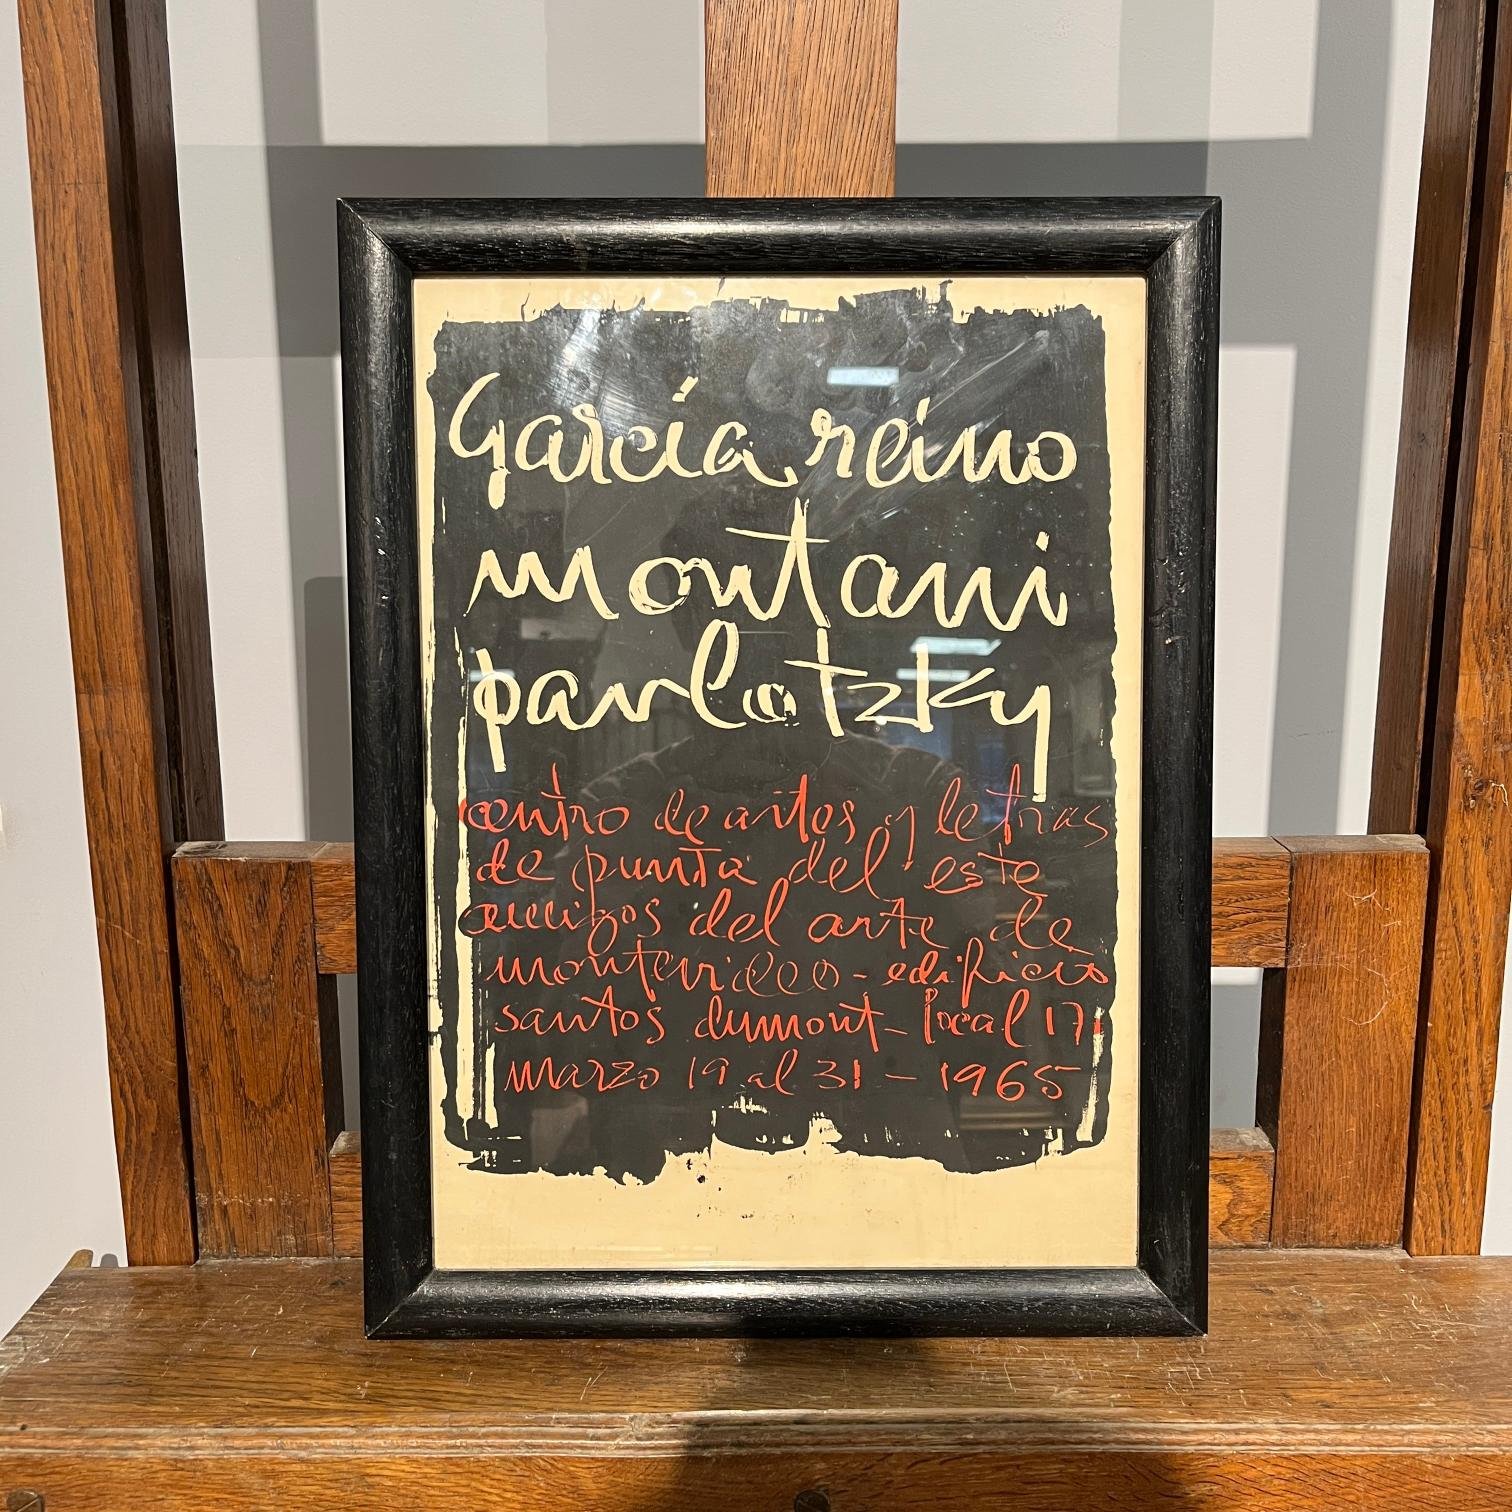 García reino
montani
pavlotzky
centro de artes y letras
de punta del este
amigos del arte de
montevideo - edificio
santos dumont - local 17
marzo 19 al 31 - 1965